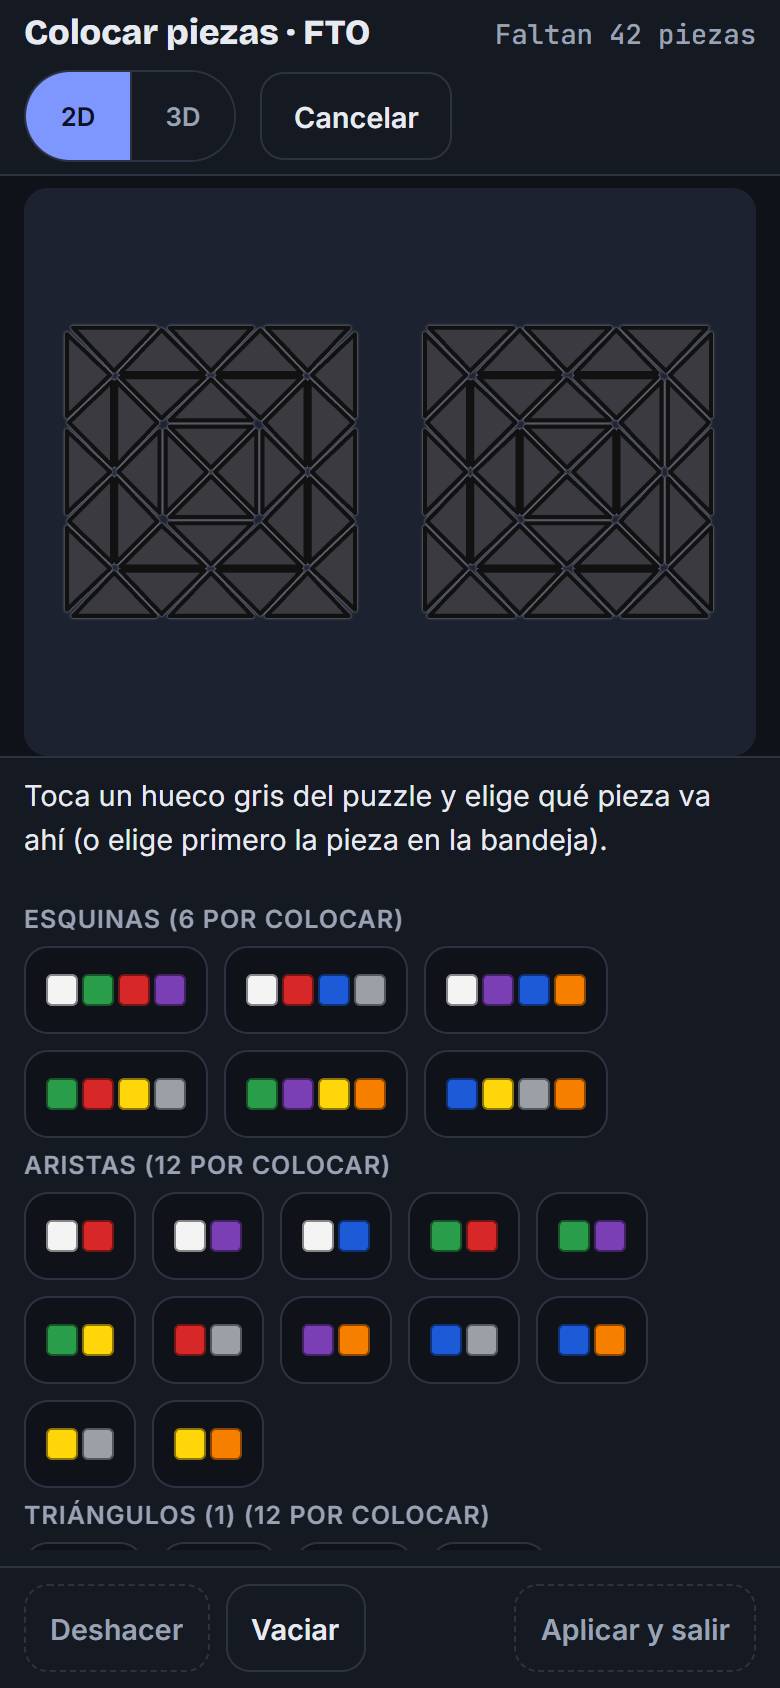 Colocar piezas · FTO
Faltan 42 piezas
2D
3D
Cancelar
Toca un hueco gris del puzzle y elige qué pieza va
ahí (o elige primero la pieza en la bandeja).
ESQUINAS (6 POR COLOCAR)
ARISTAS (12 POR COLOCAR)
TRIÁNGULOS (1) (12 POR COLOCAR)
Deshacer
Vaciar
Aplicar y salir